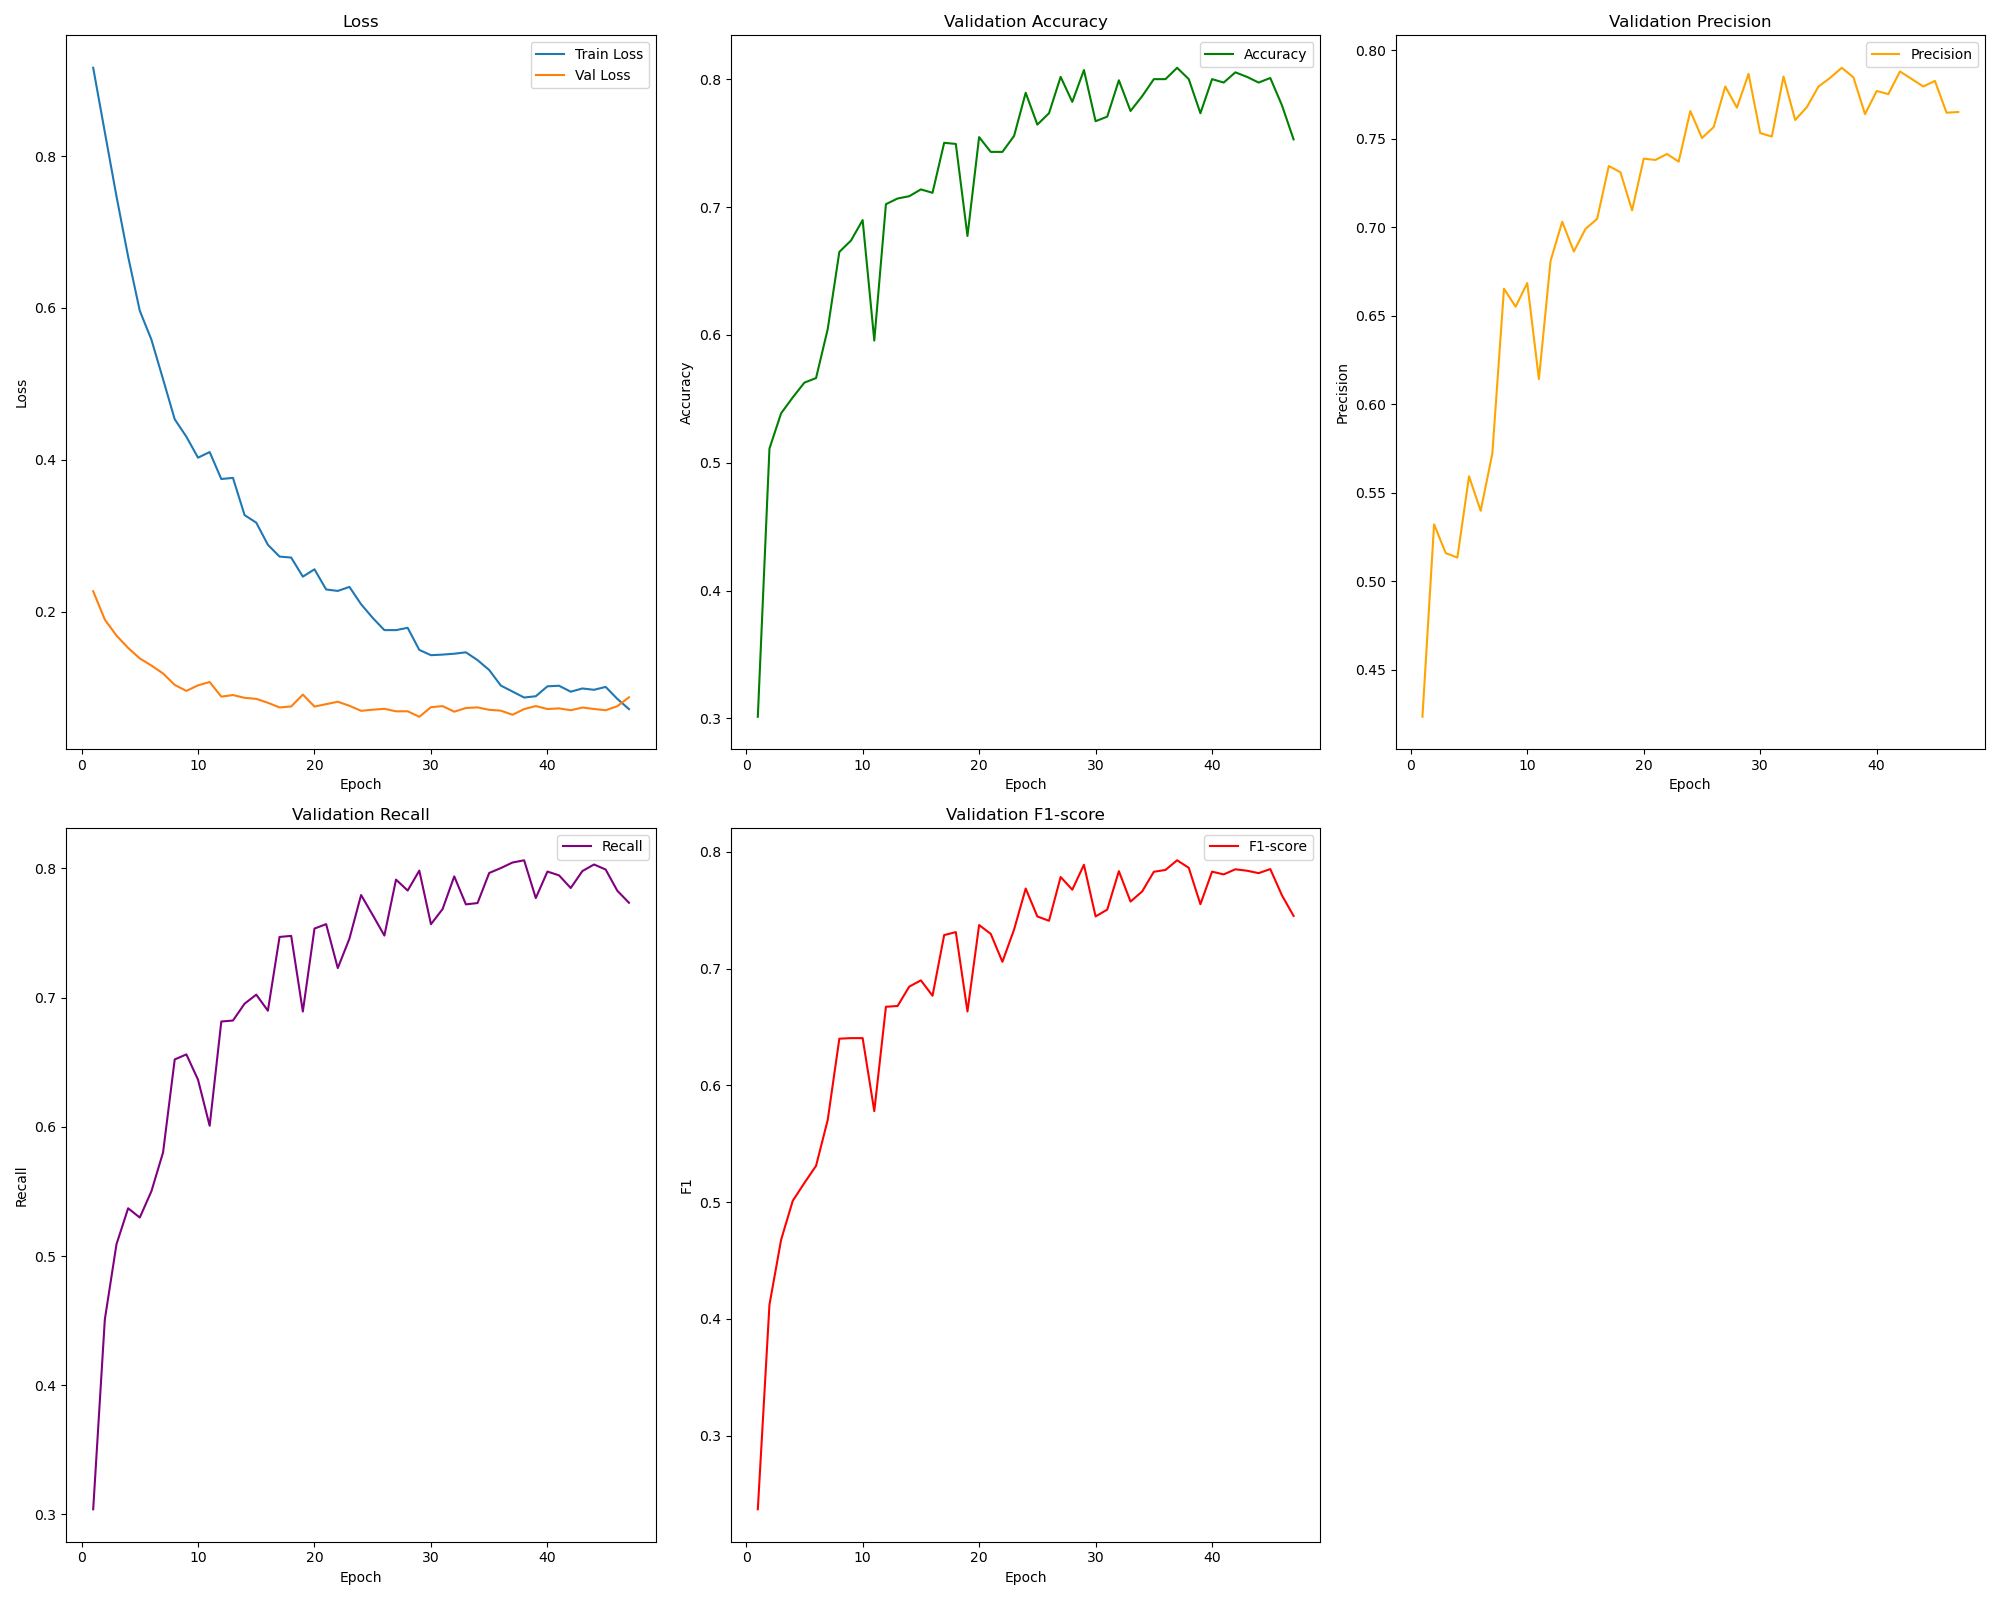 Loss
Train Loss
Val Loss
0.8
0.6
0.4
0.2
Loss
0 10 20 30 40
Epoch
Validation Accuracy
Accuracy
0.8
0.7
0.6
0.5
0.4
0.3
Accuracy
0 10 20 30 40
Epoch
Validation Precision
Precision
0.80
0.75
0.70
0.65
0.60
0.55
0.50
0.45
Precision
0 10 20 30 40
Epoch
Validation Recall
Recall
0.8
0.7
0.6
0.5
0.4
0.3
Recall
0 10 20 30 40
Epoch
Validation F1-score
F1-score
0.8
0.7
0.6
0.5
0.4
0.3
F1
0 10 20 30 40
Epoch